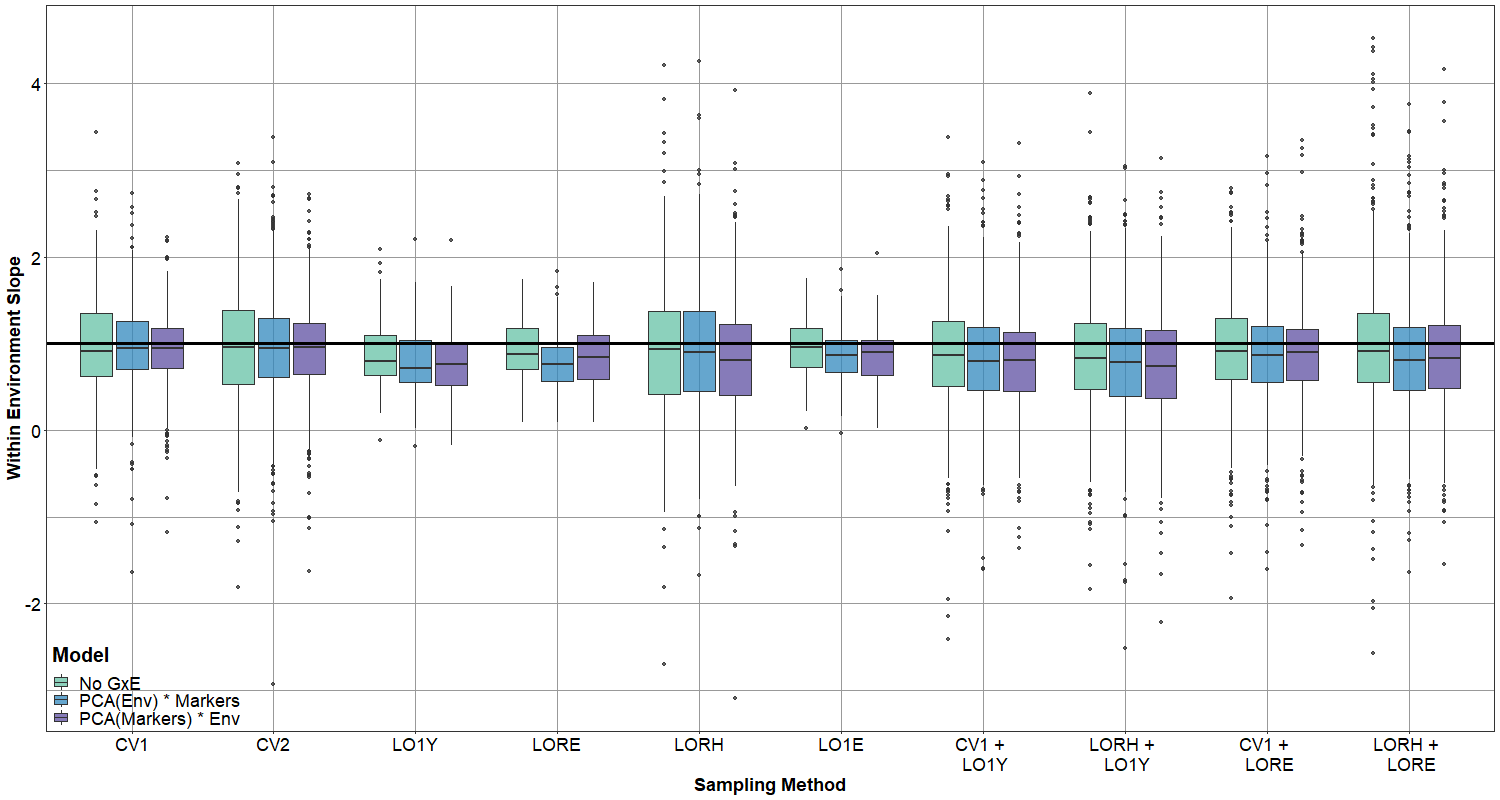 4
2
0
-2
Within Environment Slope
Model
No GxE
PCA(Env) * Markers
PCA(Markers) * Env
CV1
CV2
LO1Y
LORE
LORH
LO1E
CV1 +
LO1Y
LORH +
LO1Y
CV1 +
LORE
LORH +
LORE
Sampling Method